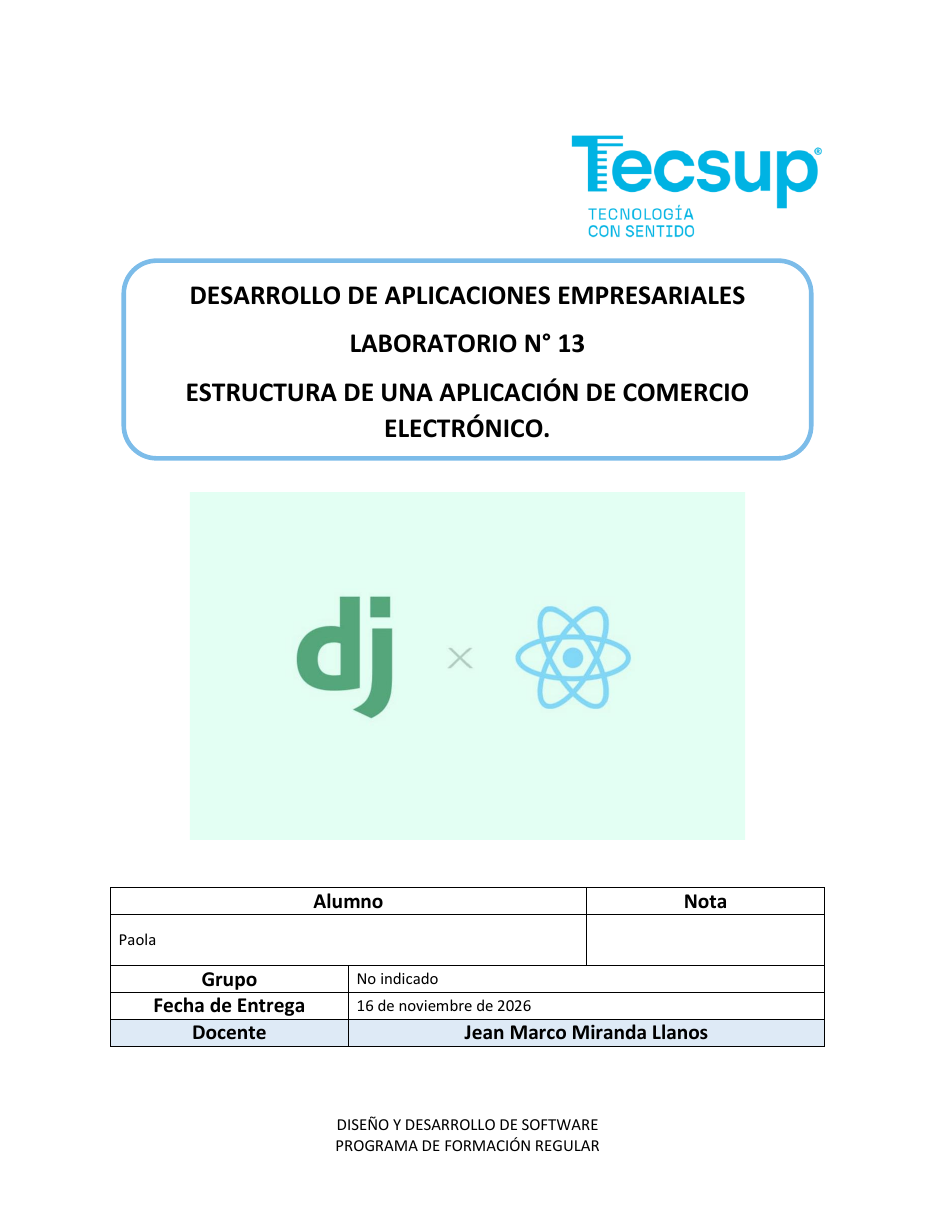 Tecsup®
TECNOLOGÍA
CON SENTIDO
DESARROLLO DE APLICACIONES EMPRESARIALES
LABORATORIO N° 13
ESTRUCTURA DE UNA APLICACIÓN DE COMERCIO
ELECTRÓNICO.
dj
Alumno Nota
Paola
Grupo No indicado
Fecha de Entrega 16 de noviembre de 2026
Docente Jean Marco Miranda Llanos
DISEÑO Y DESARROLLO DE SOFTWARE
PROGRAMA DE FORMACIÓN REGULAR